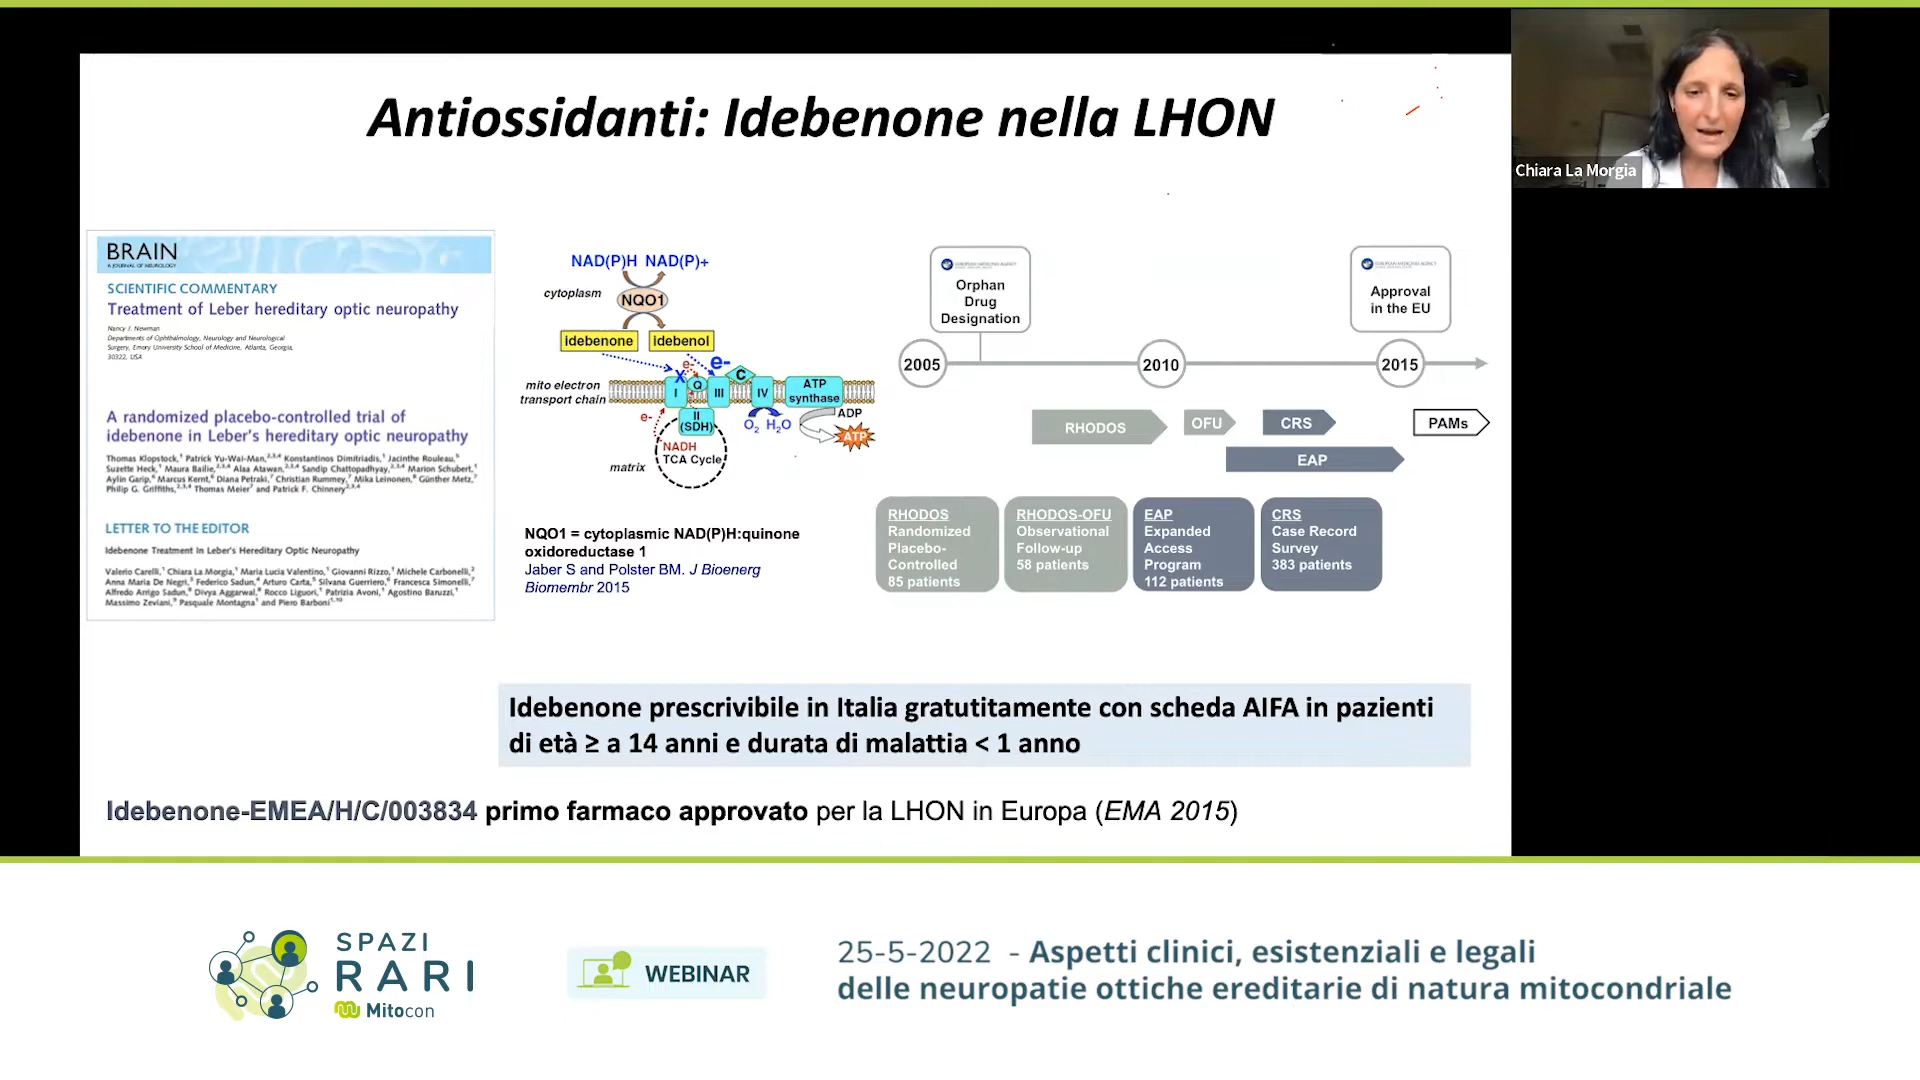 Antiossidanti: Idebenone nella LHON
Chiara La Morgia
BRAIN
A JOURNAL OF NEUROLOGY
SCIENTIFIC COMMENTARY
Treatment of Leber hereditary optic neuropathy
Nancy J. Newman
Departments of Ophthalmology, Neurology and Neurological
Surgery, Emory University School of Medicine, Atlanta, Georgia,
30322, USA
A randomized placebo-controlled trial of
idebenone in Leber's hereditary optic neuropathy
Thomas Klopstock,¹ Patrick Yu-Wai-Man,²,³,⁴ Konstantinos Dimitriadis,¹ Jacinthe Rouleau,⁵
Suzette Heck,¹ Maura Bailie,²,³,⁴ Alaa Atawan,²,³,⁴ Sandip Chattopadhyay,²,³,⁴ Marion Schubert,¹
Aylin Garip,⁶ Marcus Kernt,⁶ Diana Petraki,⁷ Christian Rummey,⁷ Mika Leinonen,⁸ Günther Metz,⁷
Philip G. Griffiths,²,³,⁴ Thomas Meier⁷ and Patrick F. Chinnery²,³,⁴
LETTER TO THE EDITOR
Idebenone Treatment In Leber's Hereditary Optic Neuropathy
Valerio Carelli,¹ Chiara La Morgia,¹ Maria Lucia Valentino,¹ Giovanni Rizzo,¹ Michele Carbonelli,²
Anna Maria De Negri,³ Federico Sadun,⁴ Arturo Carta,⁵ Silvana Guerriero,⁶ Francesca Simonelli,⁷
Alfredo Arrigo Sadun,⁸ Divya Aggarwal,⁸ Rocco Liguori,¹ Patrizia Avoni,¹ Agostino Baruzzi,¹
Massimo Zeviani,⁹ Pasquale Montagna¹ and Piero Barboni¹,¹⁰
NAD(P)H NAD(P)+
cytoplasm
NQO1
idebenone idebenol
e- e-
mito electron
transport chain
X
I Q III C IV
ATP
synthase
II
(SDH)
e-
O₂ H₂O
ADP
ATP
NADH
TCA Cycle
matrix
NQO1 = cytoplasmic NAD(P)H:quinone
oxidoreductase 1
Jaber S and Polster BM. J Bioenerg
Biomembr 2015
EUROPEAN MEDICINES AGENCY
Orphan
Drug
Designation
EUROPEAN MEDICINES AGENCY
Approval
in the EU
2005 2010 2015
RHODOS OFU CRS PAMs
EAP
RHODOS
Randomized
Placebo-
Controlled
85 patients
RHODOS-OFU
Observational
Follow-up
58 patients
EAP
Expanded
Access
Program
112 patients
CRS
Case Record
Survey
383 patients
Idebenone prescrivibile in Italia gratutitamente con scheda AIFA in pazienti
di età ≥ a 14 anni e durata di malattia < 1 anno
Idebenone-EMEA/H/C/003834 primo farmaco approvato per la LHON in Europa (EMA 2015)
SPAZI
RARI
Mitocon
WEBINAR
25-5-2022 - Aspetti clinici, esistenziali e legali
delle neuropatie ottiche ereditarie di natura mitocondriale